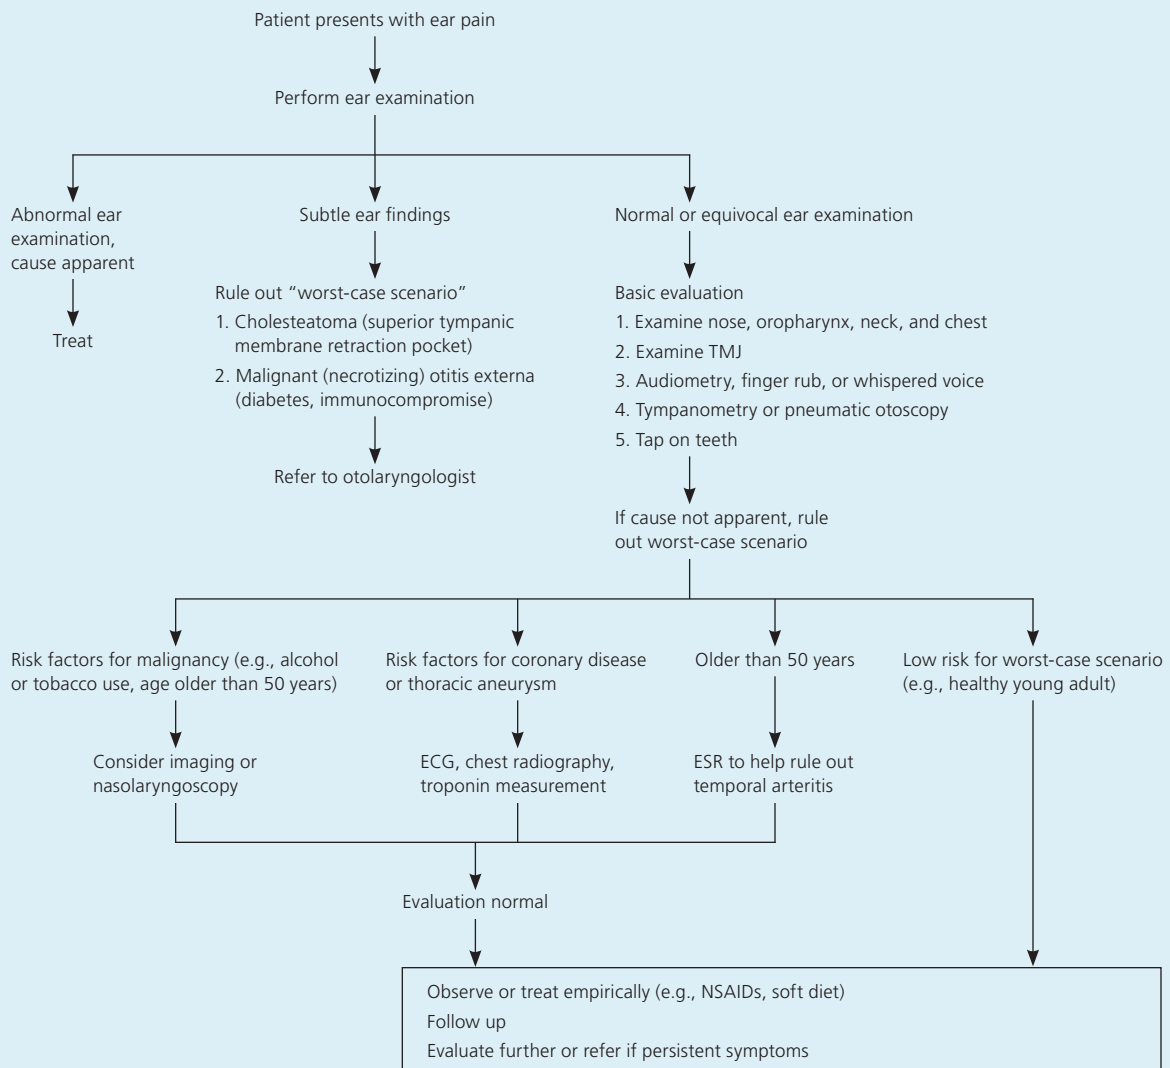 Patient presents with ear pain
Perform ear examination
Abnormal ear
examination,
cause apparent
Treat
Subtle ear findings
Rule out “worst-case scenario”
1. Cholesteatoma (superior tympanic
membrane retraction pocket)
2. Malignant (necrotizing) otitis externa
(diabetes, immunocompromise)
Refer to otolaryngologist
Normal or equivocal ear examination
Basic evaluation
1. Examine nose, oropharynx, neck, and chest
2. Examine TMJ
3. Audiometry, finger rub, or whispered voice
4. Tympanometry or pneumatic otoscopy
5. Tap on teeth
If cause not apparent, rule
out worst-case scenario
Risk factors for malignancy (e.g., alcohol
or tobacco use, age older than 50 years)
Consider imaging or
nasolaryngoscopy
Risk factors for coronary disease
or thoracic aneurysm
ECG, chest radiography,
troponin measurement
Older than 50 years
ESR to help rule out
temporal arteritis
Low risk for worst-case scenario
(e.g., healthy young adult)
Evaluation normal
Observe or treat empirically (e.g., NSAIDs, soft diet)
Follow up
Evaluate further or refer if persistent symptoms